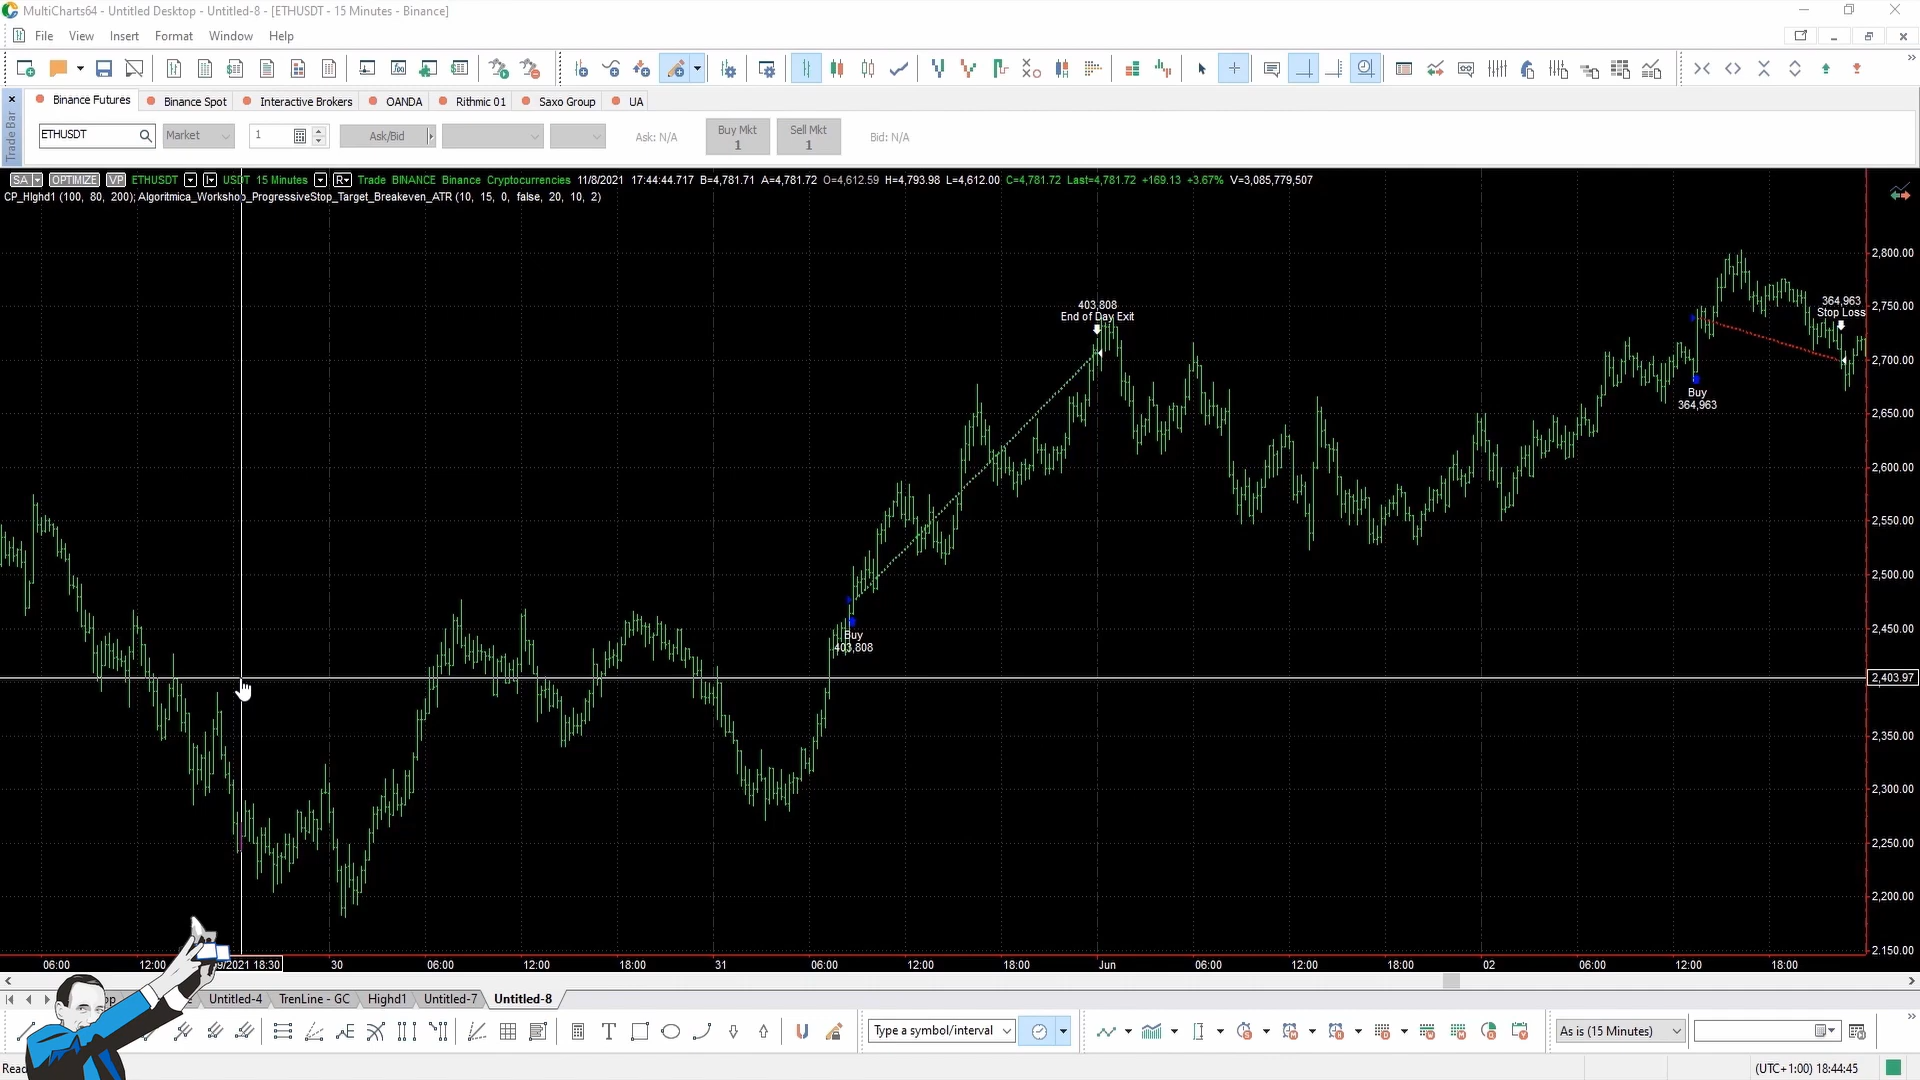 MultiCharts64 - Untitled Desktop - Untitled-8 - [ETHUSDT - 15 Minutes - Binance]
File View Insert Format Window Help
Binance Futures Binance Spot Interactive Brokers OANDA Rithmic 01 Saxo Group UA
Trade Bar
ETHUSDT Market 1 Ask/Bid Ask: N/A Buy Mkt 1 Sell Mkt 1 Bid: N/A
SA OPTIMIZE VP ETHUSDT USDT 15 Minutes R Trade BINANCE Binance Cryptocurrencies 11/8/2021 17:44:44.717 B=4,781.71 A=4,781.72 O=4,612.59 H=4,793.98 L=4,612.00 C=4,781.72 Last=4,781.72 +169.13 +3.67% V=3,085,779,507
CP_HIghd1 (100, 80, 200); Algoritmica_Workshop_ProgressiveStop_Target_Breakeven_ATR (10, 15, 0, false, 20, 10, 2)
2,800.00
403,808
End of Day Exit
364,963
Stop Loss
2,750.00
2,700.00
Buy
364,963
2,650.00
2,600.00
2,550.00
2,500.00
2,450.00
Buy
403,808
2,403.97
2,350.00
2,300.00
2,250.00
2,200.00
2,150.00
06:00 12:00 9/2021 18:30 30 06:00 12:00 18:00 31 06:00 12:00 18:00 Jun 06:00 12:00 18:00 02 06:00 12:00 18:00
Untitled-4 TrenLine - GC Highd1 Untitled-7 Untitled-8
Type a symbol/interval As is (15 Minutes)
(UTC+1:00) 18:44:45